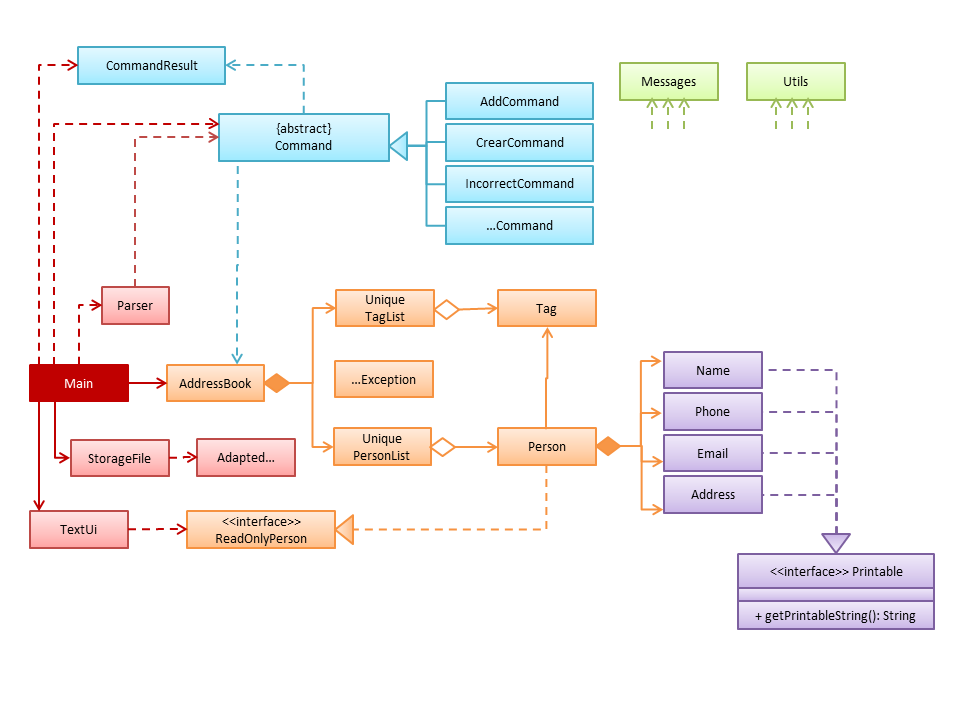 CommandResult
Messages
Utils
AddCommand
{abstract}
Command
CrearCommand
IncorrectCommand
...Command
Parser
Unique
TagList
Tag
Main
AddressBook
...Exception
Name
Phone
Unique
PersonList
Person
Email
StorageFile
Adapted...
Address
TextUi
<<interface>>
ReadOnlyPerson
<<interface>> Printable
+ getPrintableString(): String